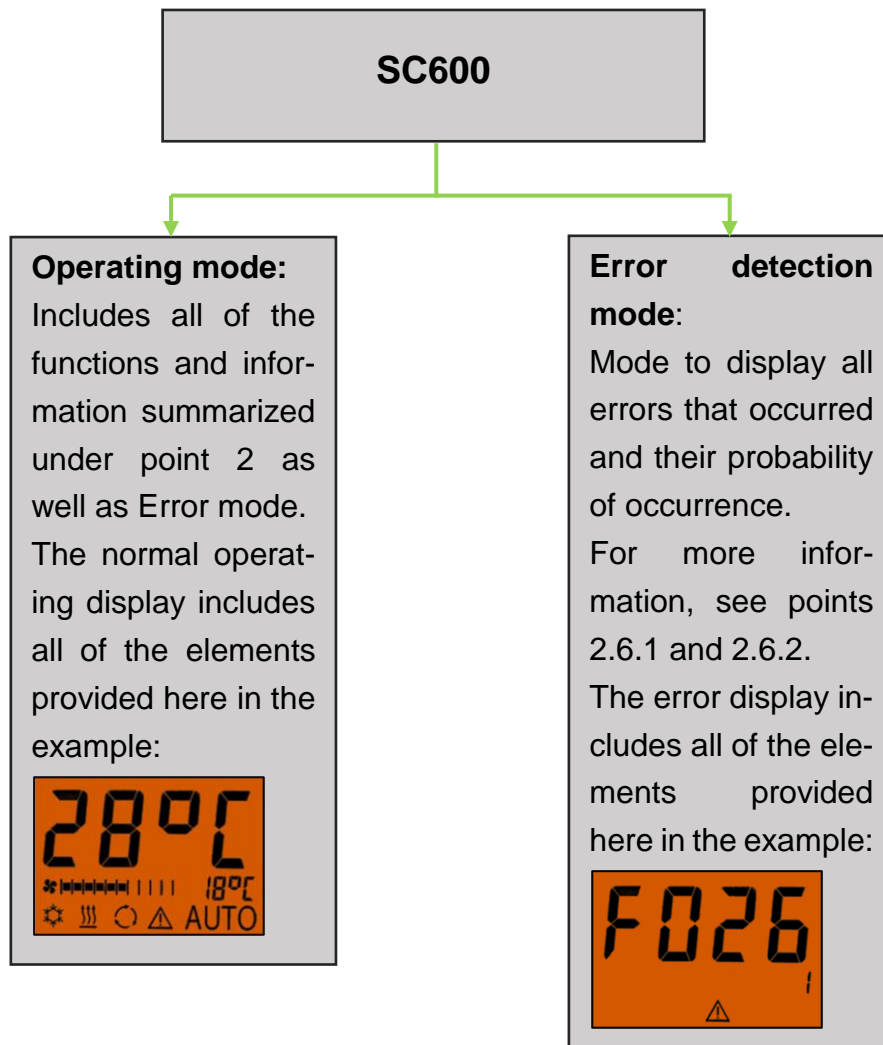 SC600
Operating mode:
Includes all of the
functions and infor-
mation summarized
under point 2 as
well as Error mode.
The normal operat-
ing display includes
all of the elements
provided here in the
example:
28°C
18°C
AUTO
Error detection
mode:
Mode to display all
errors that occurred
and their probability
of occurrence.
For more infor-
mation, see points
2.6.1 and 2.6.2.
The error display in-
cludes all of the ele-
ments provided
here in the example:
F026
1